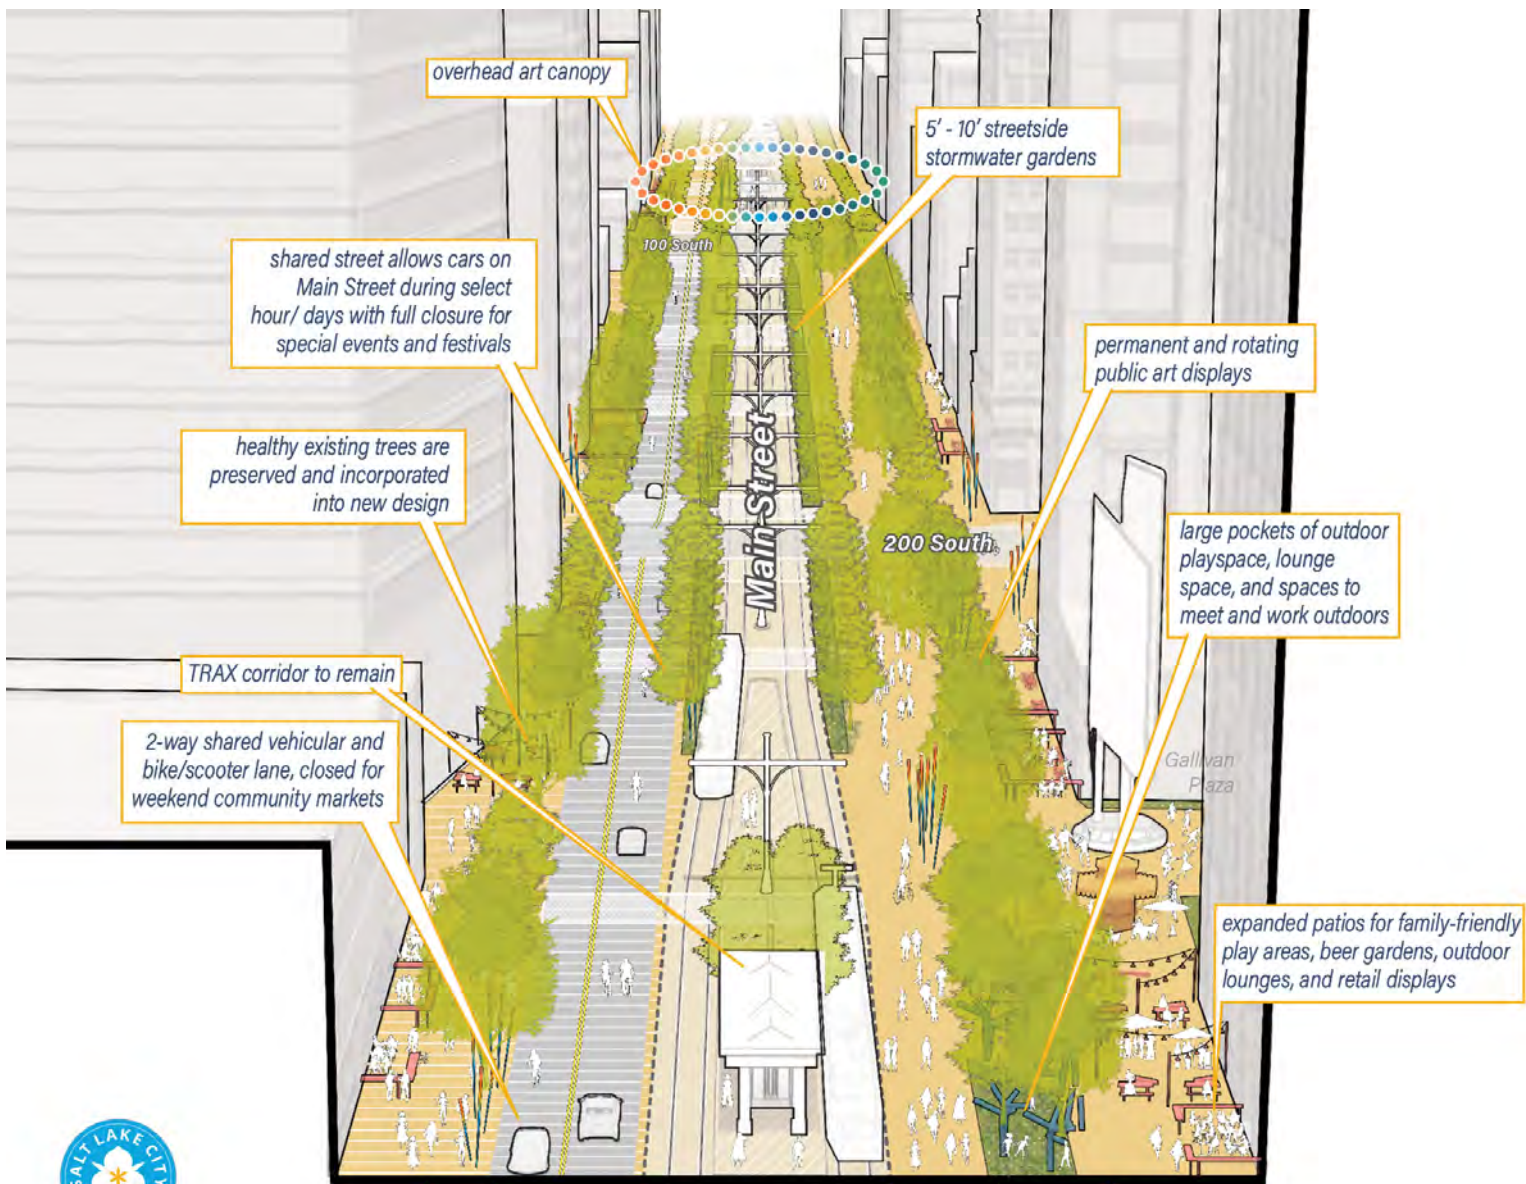 overhead art canopy
5' - 10' streetside
stormwater gardens
100 South
shared street allows cars on
Main Street during select
hour/ days with full closure for
special events and festivals
permanent and rotating
public art displays
healthy existing trees are
preserved and incorporated
into new design
Main Street
200 South
large pockets of outdoor
playspace, lounge
space, and spaces to
meet and work outdoors
TRAX corridor to remain
2-way shared vehicular and
bike/scooter lane, closed for
weekend community markets
Gallivan
Plaza
expanded patios for family-friendly
play areas, beer gardens, outdoor
lounges, and retail displays
SALT LAKE CITY